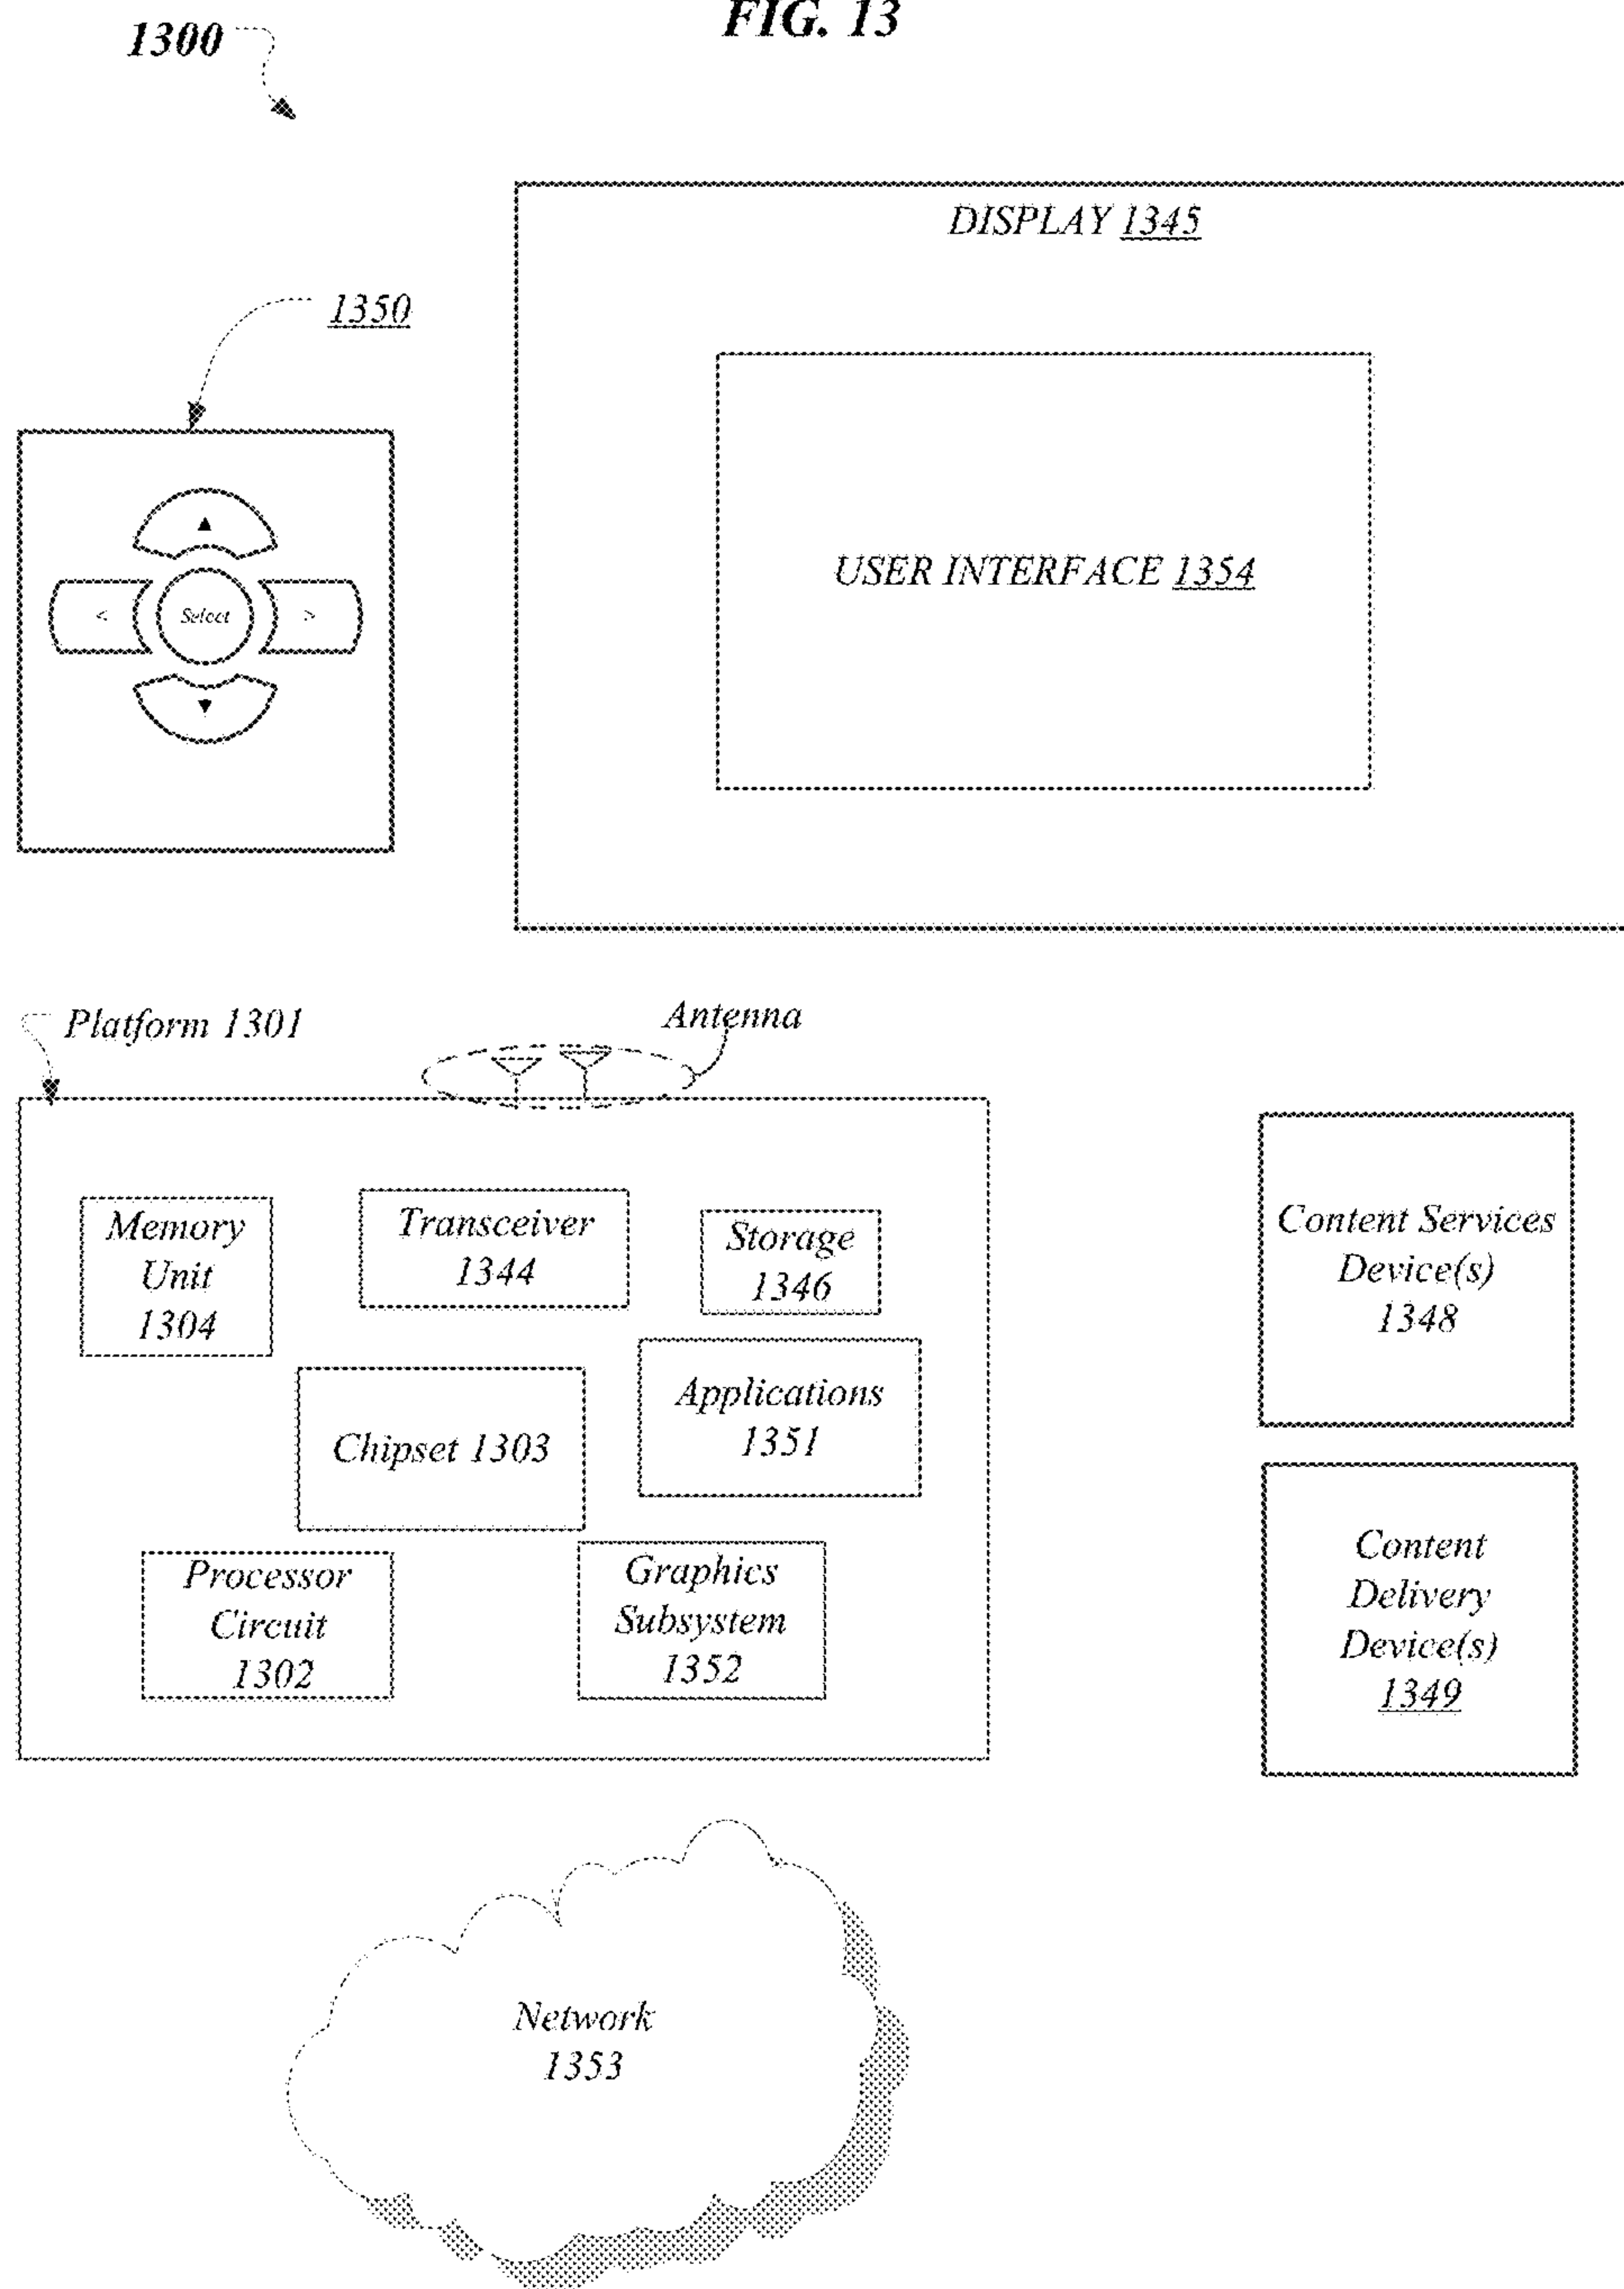 FIG. 13
1300
DISPLAY 1345
1350
USER INTERFACE 1354
▲
< Select >
▼
Platform 1301
Antenna
Memory
Unit
1304
Transceiver
1344
Storage
1346
Content Services
Device(s)
1348
Chipset 1303
Applications
1351
Processor
Circuit
1302
Graphics
Subsystem
1352
Content
Delivery
Device(s)
1349
Network
1353